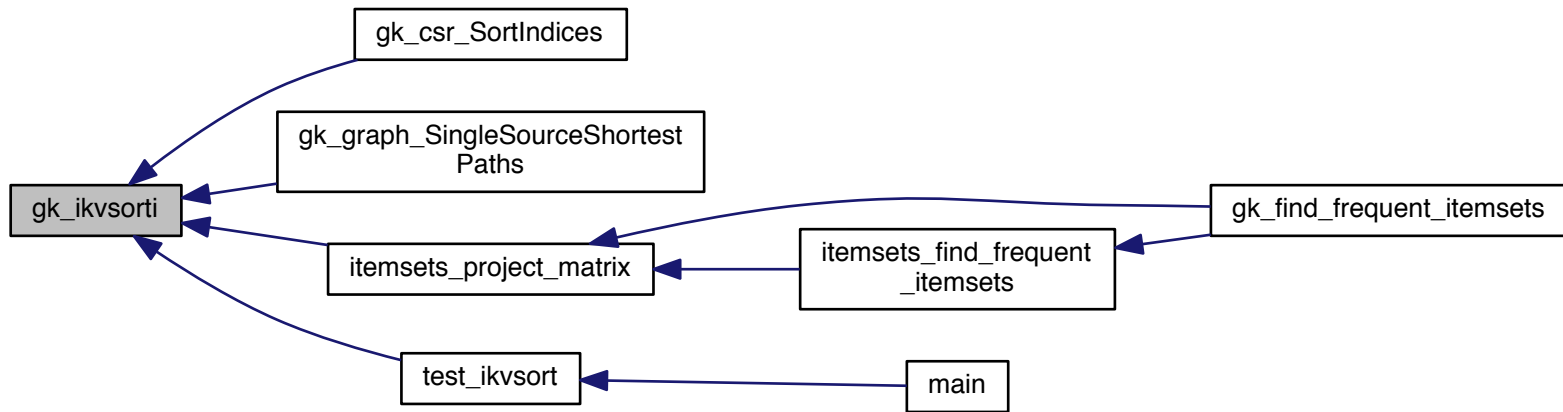 gk_csr_SortIndices
gk_graph_SingleSourceShortest
Paths
gk_ikvsorti
gk_find_frequent_itemsets
itemsets_project_matrix
itemsets_find_frequent
_itemsets
test_ikvsort
main